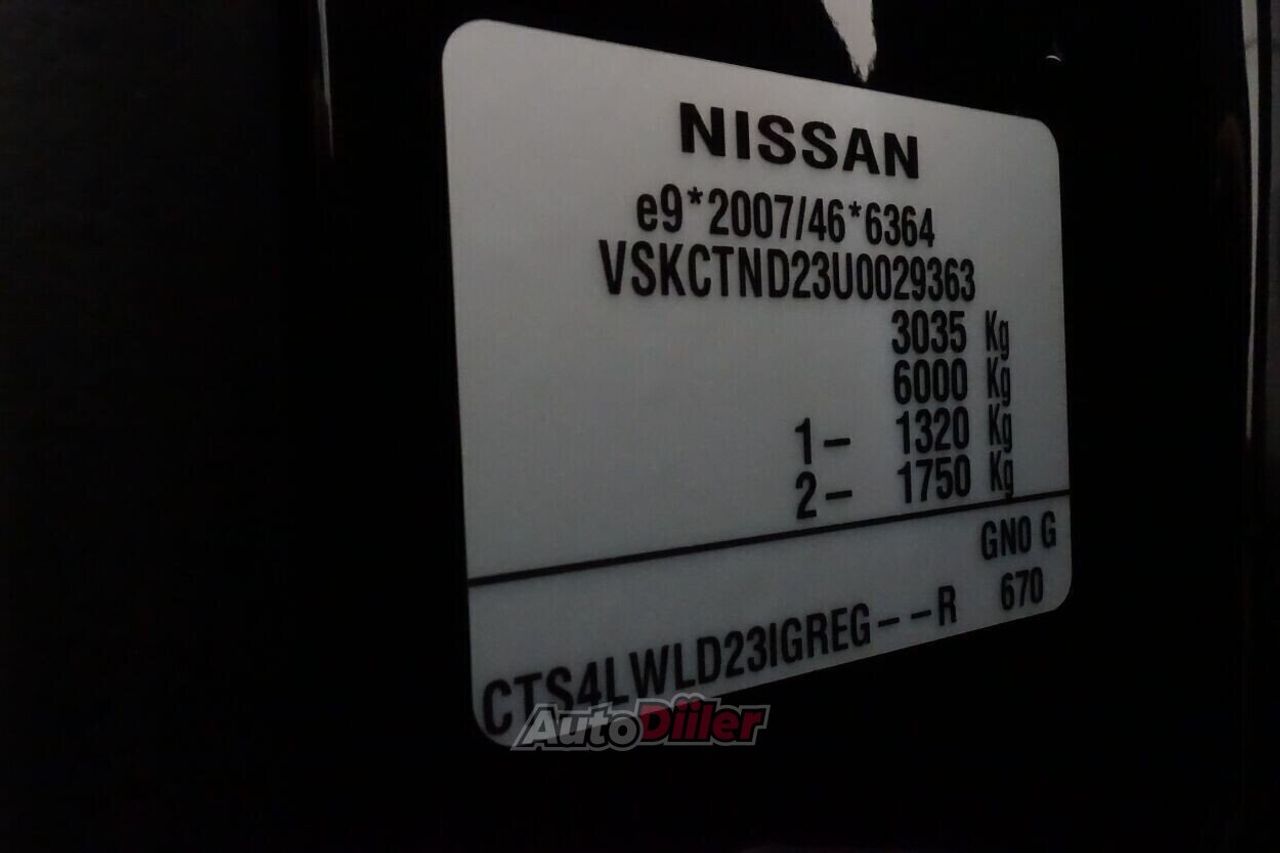 NISSAN
e9*2007/46*6364
VSKCTND23U0029363
3035 Kg
6000 Kg
1- 1320 Kg
2- 1750 Kg
GN0 G
CTS4LWLD23IGREG--R 670
AutoDiiler